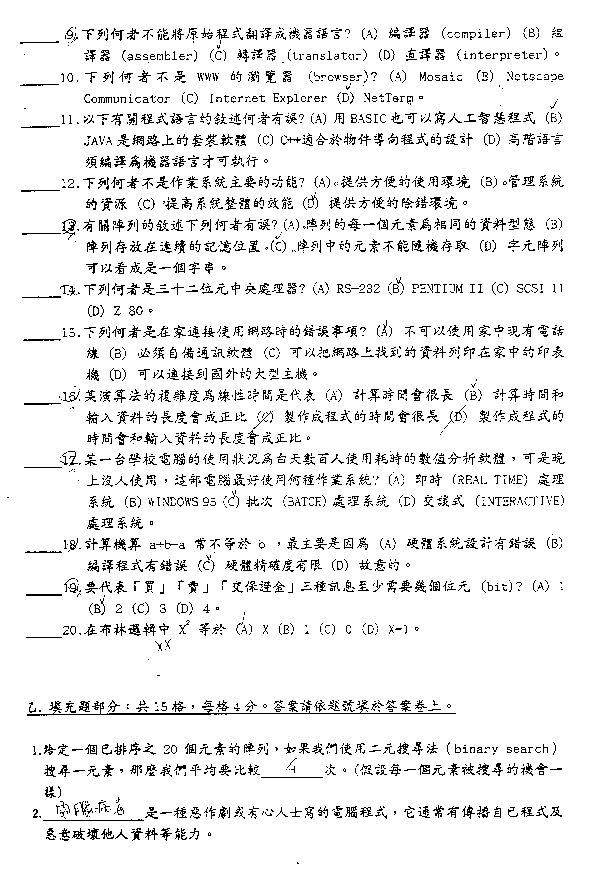 9.下列何者不能將原始程式翻譯成機器語言? (A) 編譯器 (compiler) (B) 組
譯器 (assembler) (C) 轉譯器 (translator) (D) 直譯器 (interpreter)。
10.下列何者不是 WWW 的瀏覽器 (browser)? (A) Mosaic (B) Netscape
Communicator (C) Internet Explorer (D) NetTerm。
11.以下有關程式語言的敘述何者有誤? (A) 用BASIC也可以寫人工智慧程式 (B)
JAVA是網路上的套裝軟體 (C) C++適合於物件導向程式的設計 (D) 高階語言
須編譯為機器語言才可執行。
12.下列何者不是作業系統主要的功能? (A)。提供方便的使用環境 (B)。管理系統
的資源 (C) 提高系統整體的效能 (D) 提供方便的除錯環境。
13.有關陣列的敘述下列何者有誤? (A)。陣列的每一個元素為相同的資料型態 (B)
陣列存放在連續的記憶位置。(C) 陣列中的元素不能隨機存取 (D) 字元陣列
可以看成是一個字串。
14.下列何者是三十二位元中央處理器? (A) RS-232 (B) PENTIUM II (C) SCSI II
(D) Z 80。
15.下列何者是在家連接使用網路時的錯誤事項? (A) 不可以使用家中現有電話
線 (B) 必須自備通訊軟體 (C) 可以把網路上找到的資料列印在家中的印表
機 (D) 可以連接到國外的大型主機。
16.某演算法的複雜度為線性時間是代表 (A) 計算時間會很長 (B) 計算時間和
輸入資料的長度會成正比 (C) 製作成程式的時間會很長 (D) 製作成程式的
時間會和輸入資料的長度會成正比。
17.某一台學校電腦的使用狀況為白天數百人使用耗時的數值分析軟體，可是晚
上沒人使用，這部電腦最好使用何種作業系統? (A) 即時 (REAL TIME) 處理
系統 (B) WINDOWS 95 (C) 批次 (BATCH) 處理系統 (D) 交談式 (INTERACTIVE)
處理系統。
18.計算機算 a+b-a 常不等於 b ，最主要是因為 (A) 硬體系統設計有錯誤 (B)
編譯程式有錯誤 (C) 硬體精確度有限 (D) 故意的。
19.要代表「買」「賣」「交保證金」三種訊息至少需要幾個位元 (bit)? (A) 1
(B) 2 (C) 3 (D) 4。
20.在布林邏輯中 X² 等於 (A) X (B) 1 (C) 0 (D) X-1。
XX
乙. 填充題部分：共15格，每格4分。答案請依題號填於答案卷上。
1.給定一個已排序之 20 個元素的陣列，如果我們使用二元搜尋法 (binary search)
搜尋一元素，那麼我們平均要比較 4 次。(假設每一個元素被搜尋的機會一
樣)
2. 電腦病毒 是一種惡作劇或有心人士寫的電腦程式，它通常有傳播自已程式及
惡意破壞他人資料等能力。